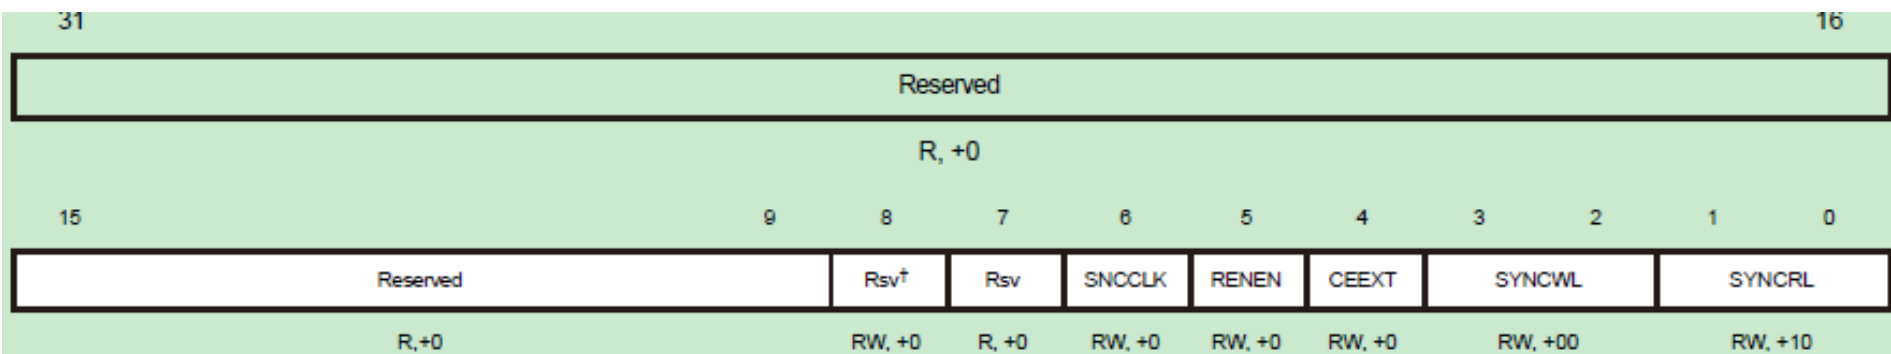 31 16
Reserved
R, +0
15 9 8 7 6 5 4 3 2 1 0
Reserved Rsv† Rsv SNCCLK RENEN CEEXT SYNCWL SYNCRL
R,+0 RW, +0 R, +0 RW, +0 RW, +0 RW, +0 RW, +00 RW, +10